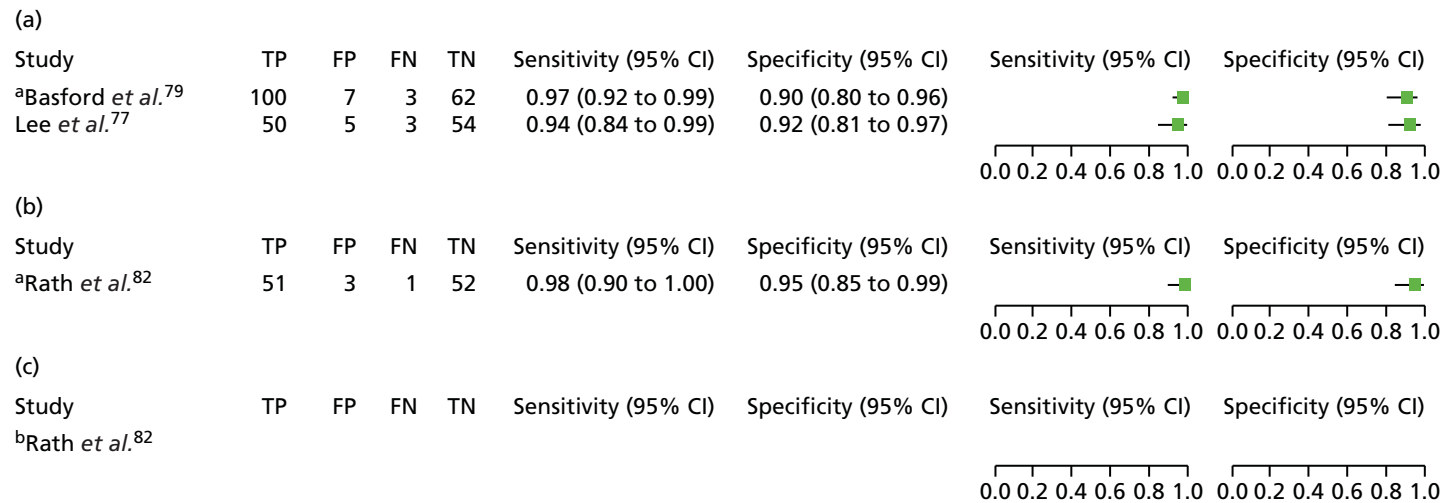 (a)
Study TP FP FN TN Sensitivity (95% CI) Specificity (95% CI) Sensitivity (95% CI) Specificity (95% CI)
ᵃBasford et al.⁷⁹ 100 7 3 62 0.97 (0.92 to 0.99) 0.90 (0.80 to 0.96)
Lee et al.⁷⁷ 50 5 3 54 0.94 (0.84 to 0.99) 0.92 (0.81 to 0.97)
0.0 0.2 0.4 0.6 0.8 1.0 0.0 0.2 0.4 0.6 0.8 1.0
(b)
Study TP FP FN TN Sensitivity (95% CI) Specificity (95% CI) Sensitivity (95% CI) Specificity (95% CI)
ᵃRath et al.⁸² 51 3 1 52 0.98 (0.90 to 1.00) 0.95 (0.85 to 0.99)
0.0 0.2 0.4 0.6 0.8 1.0 0.0 0.2 0.4 0.6 0.8 1.0
(c)
Study TP FP FN TN Sensitivity (95% CI) Specificity (95% CI) Sensitivity (95% CI) Specificity (95% CI)
ᵇRath et al.⁸²
0.0 0.2 0.4 0.6 0.8 1.0 0.0 0.2 0.4 0.6 0.8 1.0